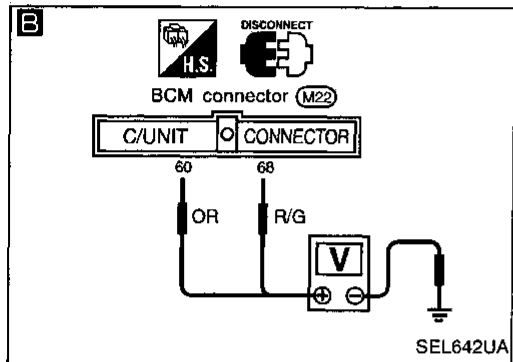 B
DISCONNECT
H.S.
BCM connector M22
C/UNIT CONNECTOR
60 68
OR R/G
V
⊕ ⊖
SEL642UA